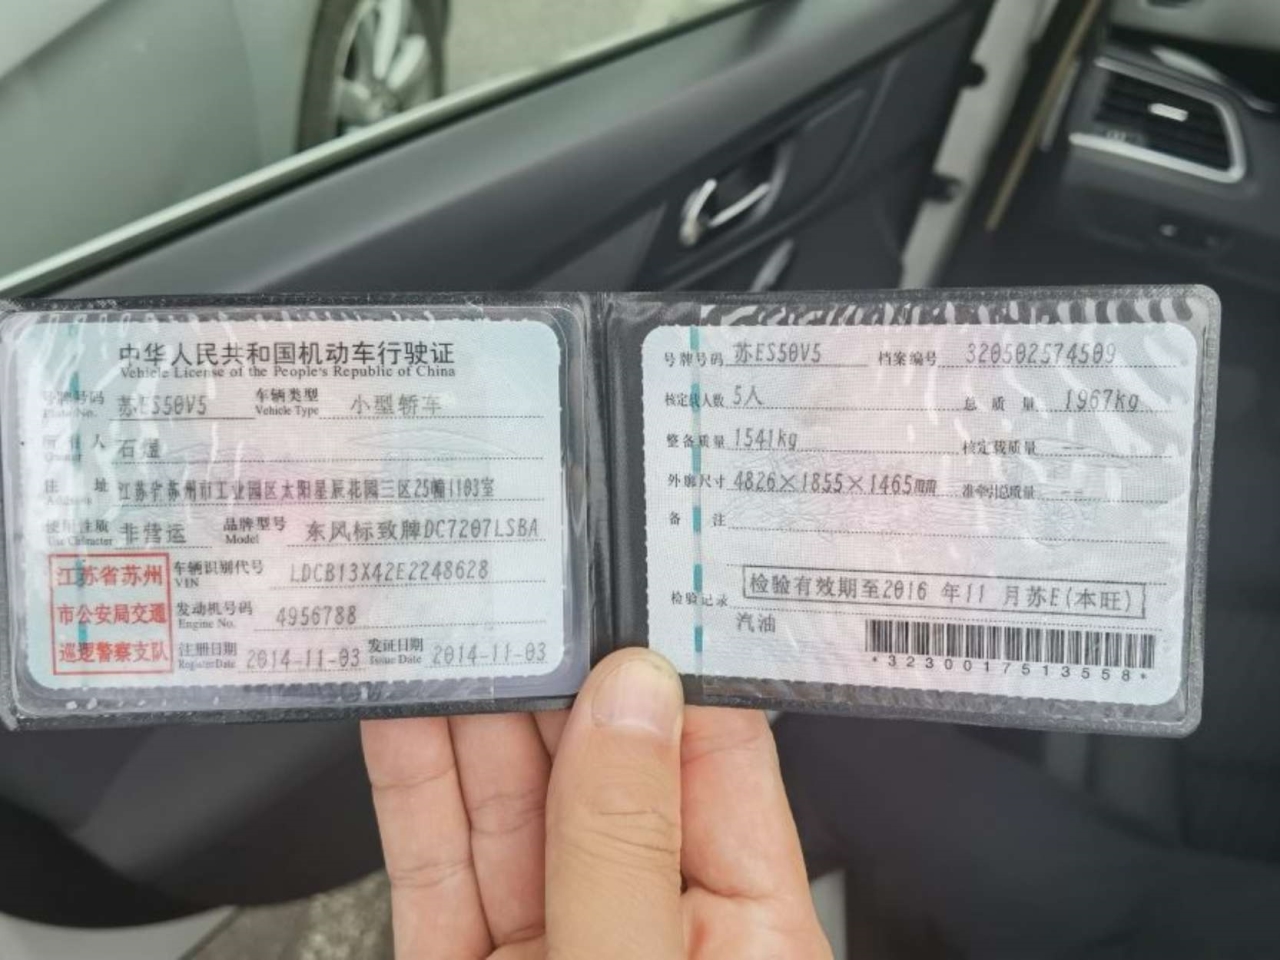 中华人民共和国机动车行驶证
Vehicle License of the People's Republic of China
号牌号码 苏ES50V5 车辆类型 小型轿车
Plate No. Vehicle Type
所有人 石煜
Owner
住址 江苏省苏州市工业园区太阳星辰花园三区25幢1103室
Address
使用性质 非营运 品牌型号 东风标致牌DC7207LSBA
Use Character Model
江苏省苏州
市公安局交通
巡逻警察支队
车辆识别代号 LDCB13X42E2248628
VIN
发动机号码 4956788
Engine No.
注册日期 2014-11-03 发证日期 2014-11-03
Register Date Issue Date
号牌号码 苏ES50V5 档案编号 320502574509
核定载人数 5人 总质量 1967kg
整备质量 1541kg 核定载质量 --
外廓尺寸 4826×1855×1465mm 准牵引总质量 --
备注
检验记录 检验有效期至2016年11月苏E(本旺)
汽油
*3230017513558*